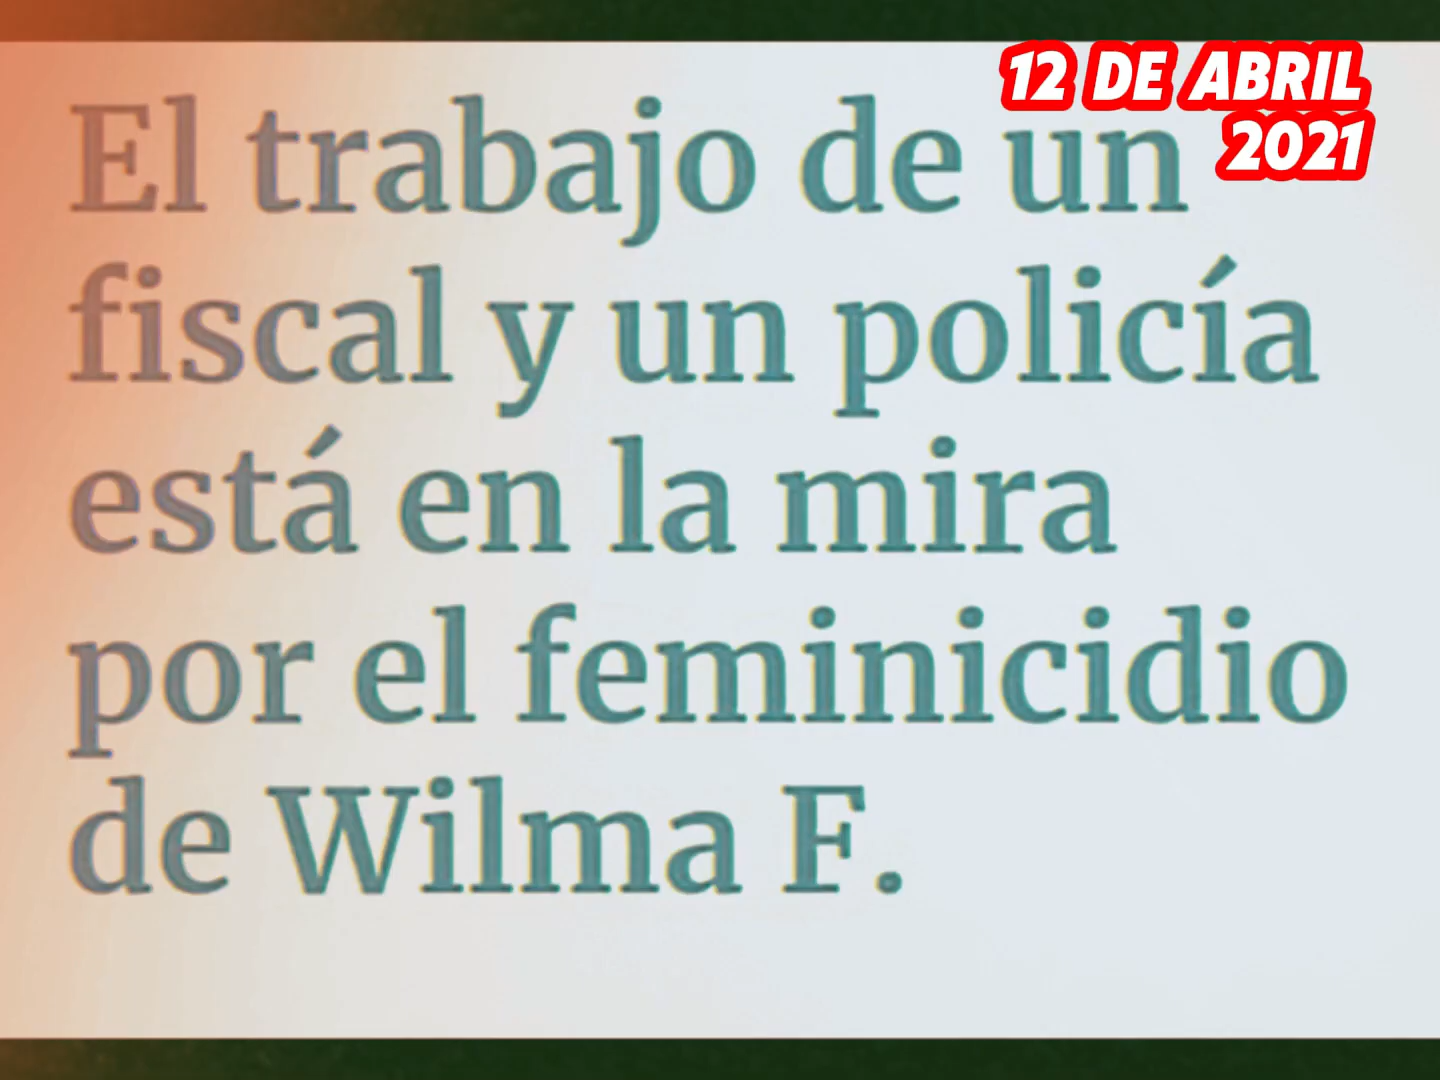 12 DE ABRIL
2021
El trabajo de un
fiscal y un policía
está en la mira
por el feminicidio
de Wilma F.